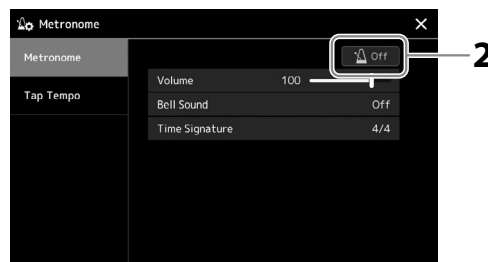 Metronome
Metronome
Off
2
Tap Tempo
Volume 100
Bell Sound Off
Time Signature 4/4